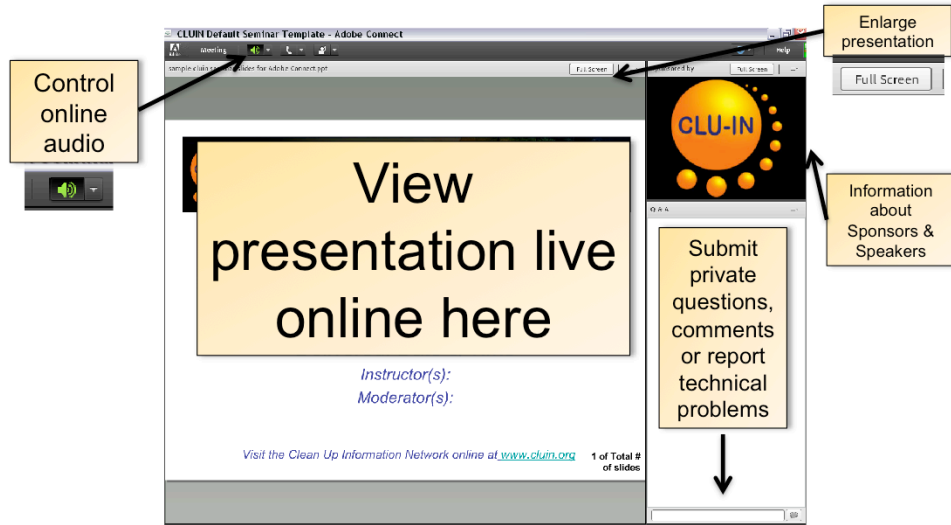 CLUIN Default Seminar Template - Adobe Connect
Meeting
Help
sample cluin seminar slides for Adobe Connect.ppt
Full Screen
Sponsored by
Full Screen
Enlarge
presentation
Full Screen
Control
online
audio
CLU-IN
View
presentation live
online here
Information
about
Sponsors &
Speakers
Q & A
Submit
private
questions,
comments
or report
technical
problems
Instructor(s):
Moderator(s):
Visit the Clean Up Information Network online at www.cluin.org
1 of Total #
of slides